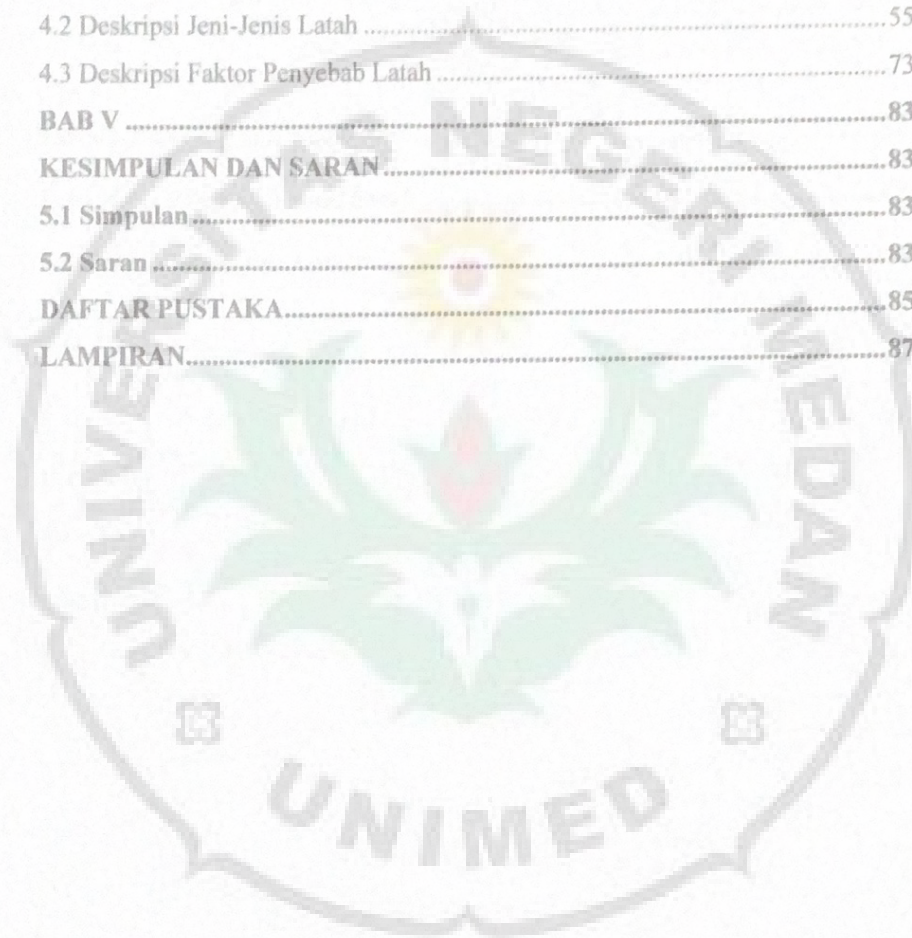 4.2 Deskripsi Jeni-Jenis Latah ........................................................55
4.3 Deskripsi Faktor Penyebab Latah ................................................73
BAB V ........................................................83
KESIMPULAN DAN SARAN ........................................................83
5.1 Simpulan ........................................................83
5.2 Saran ........................................................83
DAFTAR PUSTAKA ........................................................85
LAMPIRAN ........................................................87
UNIVERSITAS NEGERI MEDAN
UNIMED